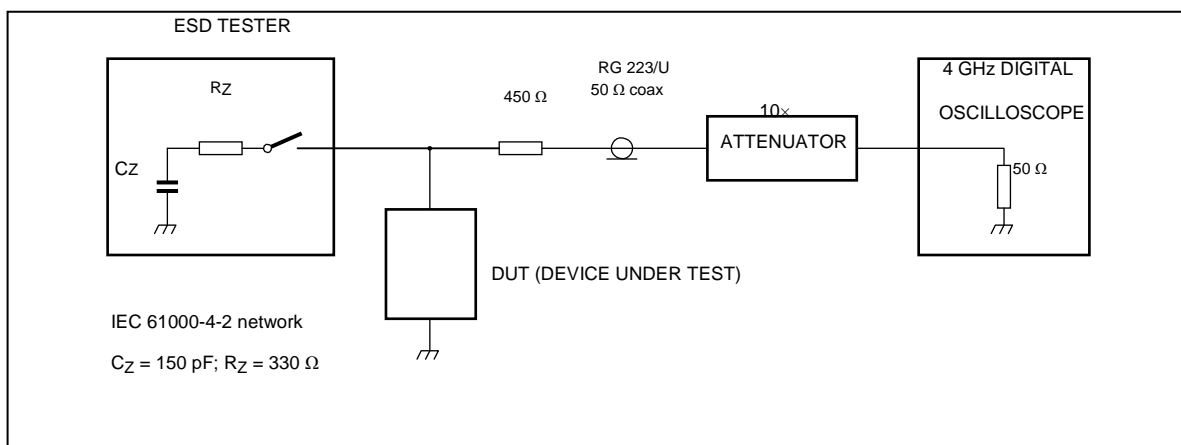 ESD TESTER
RZ
CZ
450 Ω
RG 223/U
50 Ω coax
10×
ATTENUATOR
4 GHz DIGITAL
OSCILLOSCOPE
50 Ω
DUT (DEVICE UNDER TEST)
IEC 61000-4-2 network
CZ = 150 pF; RZ = 330 Ω